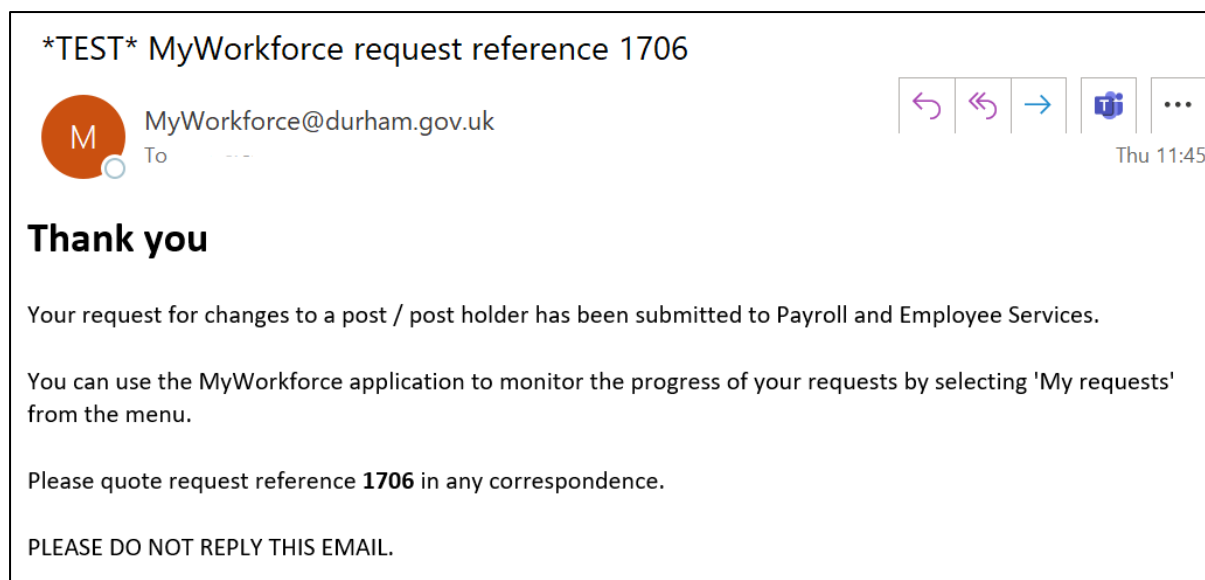 *TEST* MyWorkforce request reference 1706
M
MyWorkforce@durham.gov.uk
To
Thu 11:45
Thank you
Your request for changes to a post / post holder has been submitted to Payroll and Employee Services.
You can use the MyWorkforce application to monitor the progress of your requests by selecting 'My requests'
from the menu.
Please quote request reference 1706 in any correspondence.
PLEASE DO NOT REPLY THIS EMAIL.